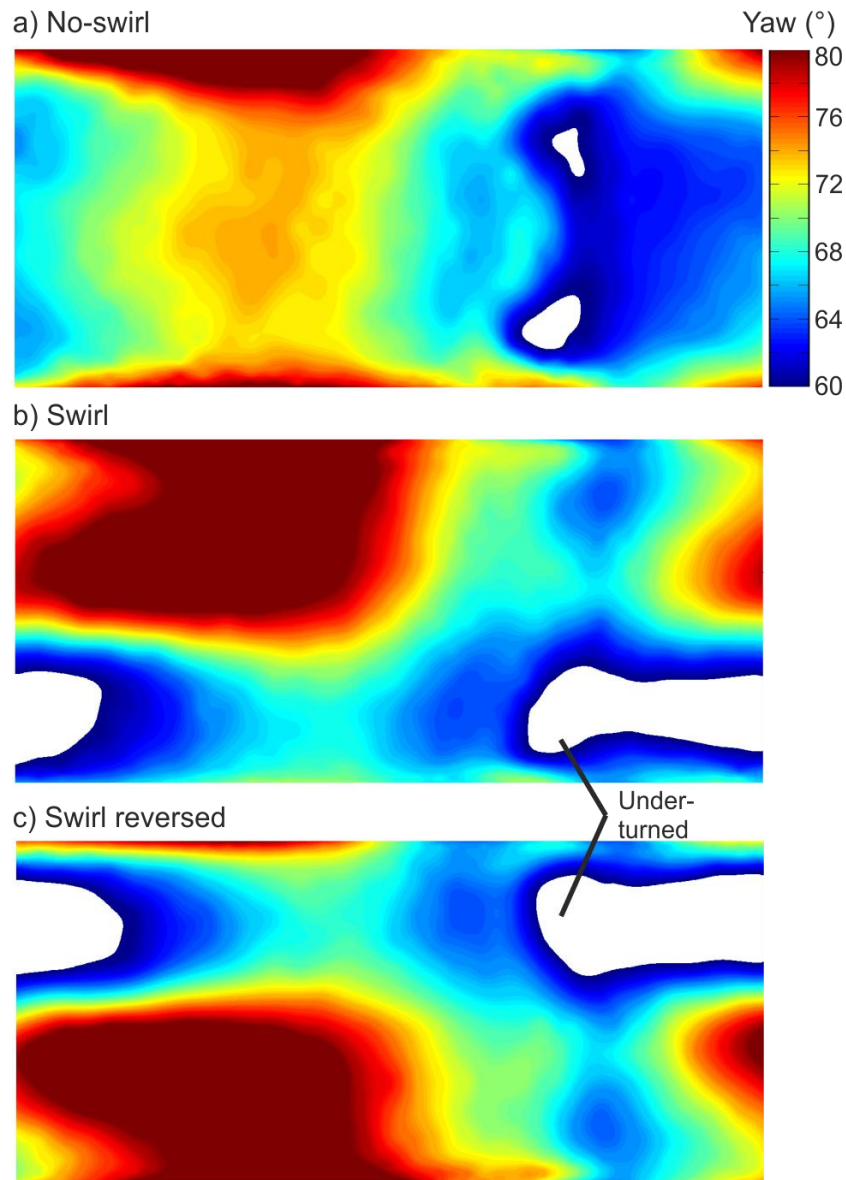 a) No-swirl
Yaw (°)
80
76
72
68
64
60
b) Swirl
Under-
turned
c) Swirl reversed